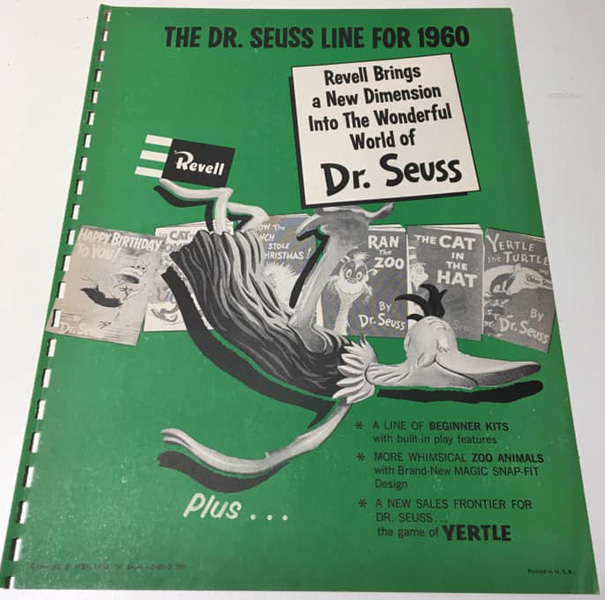 THE DR. SEUSS LINE FOR 1960
Revell Brings
a New Dimension
Into The Wonderful
World of
Dr. Seuss
Revell
HAPPY BIRTHDAY
TO YOU!
Dr. Seuss
CAT
HOW THE
STOLE
CHRISTMAS!
RAN
THE
ZOO
By
Dr. Seuss
THE CAT
IN
THE
HAT
Seuss
YERTLE
the TURTLE
By
Dr. Seuss
* A LINE OF BEGINNER KITS
with built-in play features
* MORE WHIMSICAL ZOO ANIMALS
with Brand-New MAGIC SNAP-FIT
Design
* A NEW SALES FRONTIER FOR
DR. SEUSS...
the game of YERTLE
Plus . . .
Printed in U. S. A.